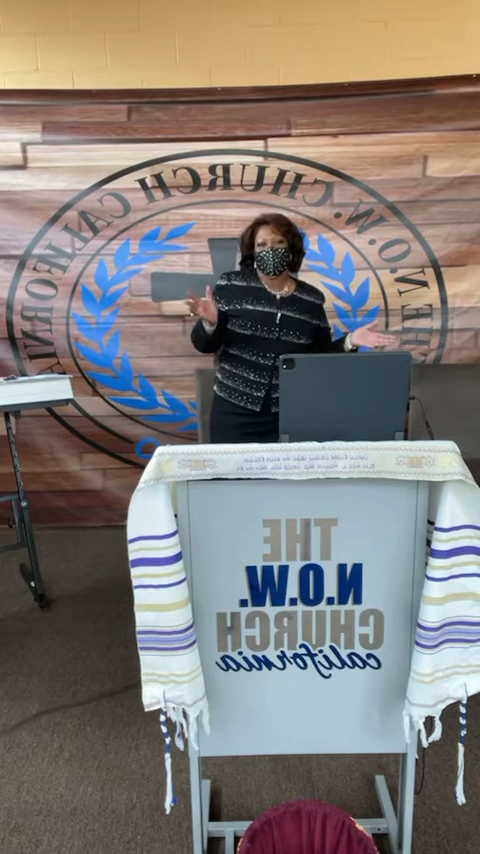 THE N.O.W. CHURCH CALIFORNIA
THE
N.O.W.
CHURCH
california